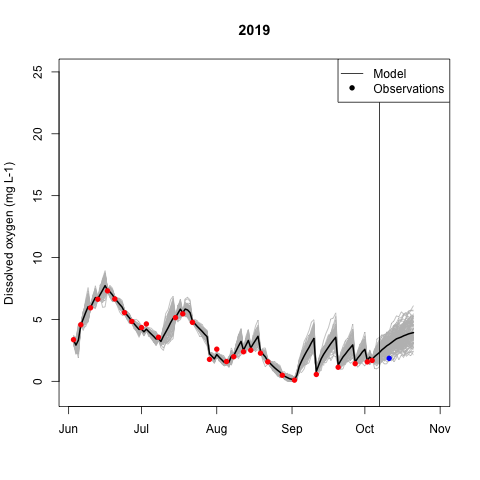 2019
Model
Observations
Dissolved oxygen (mg L-1)
25
20
15
10
5
0
Jun Jul Aug Sep Oct Nov